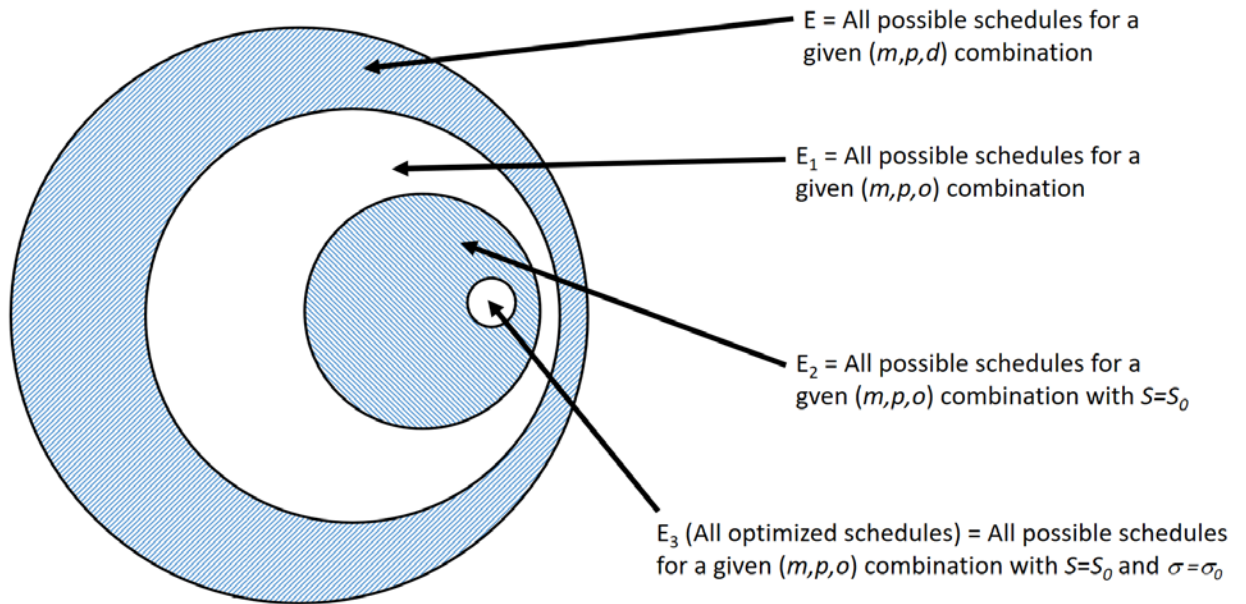 E = All possible schedules for a
given (m,p,d) combination
E₁ = All possible schedules for a
given (m,p,o) combination
E₂ = All possible schedules for a
gven (m,p,o) combination with S=S₀
E₃ (All optimized schedules) = All possible schedules
for a given (m,p,o) combination with S=S₀ and σ=σ₀